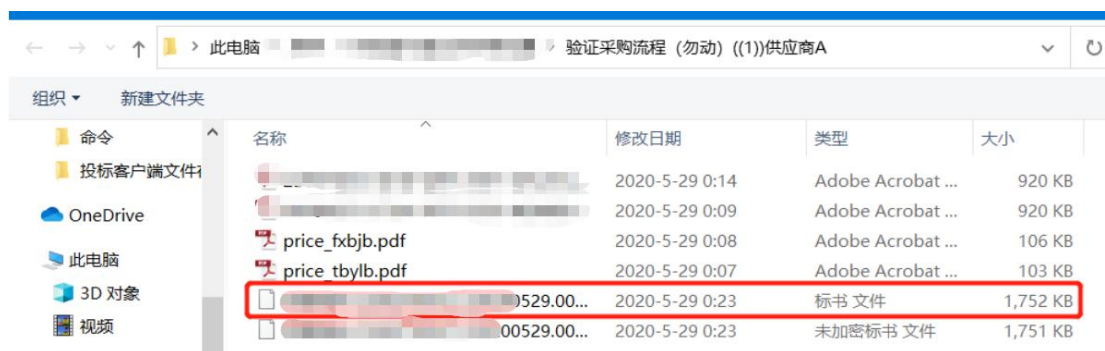 此电脑
验证采购流程（勿动）((1))供应商A
组织
新建文件夹
命令
投标客户端文件
OneDrive
此电脑
3D 对象
视频
名称 修改日期 类型 大小
2020-5-29 0:14 Adobe Acrobat ... 920 KB
2020-5-29 0:09 Adobe Acrobat ... 920 KB
price_fxbjb.pdf 2020-5-29 0:08 Adobe Acrobat ... 106 KB
price_tbylb.pdf 2020-5-29 0:07 Adobe Acrobat ... 103 KB
00529.00... 2020-5-29 0:23 标书 文件 1,752 KB
00529.00... 2020-5-29 0:23 未加密标书 文件 1,751 KB